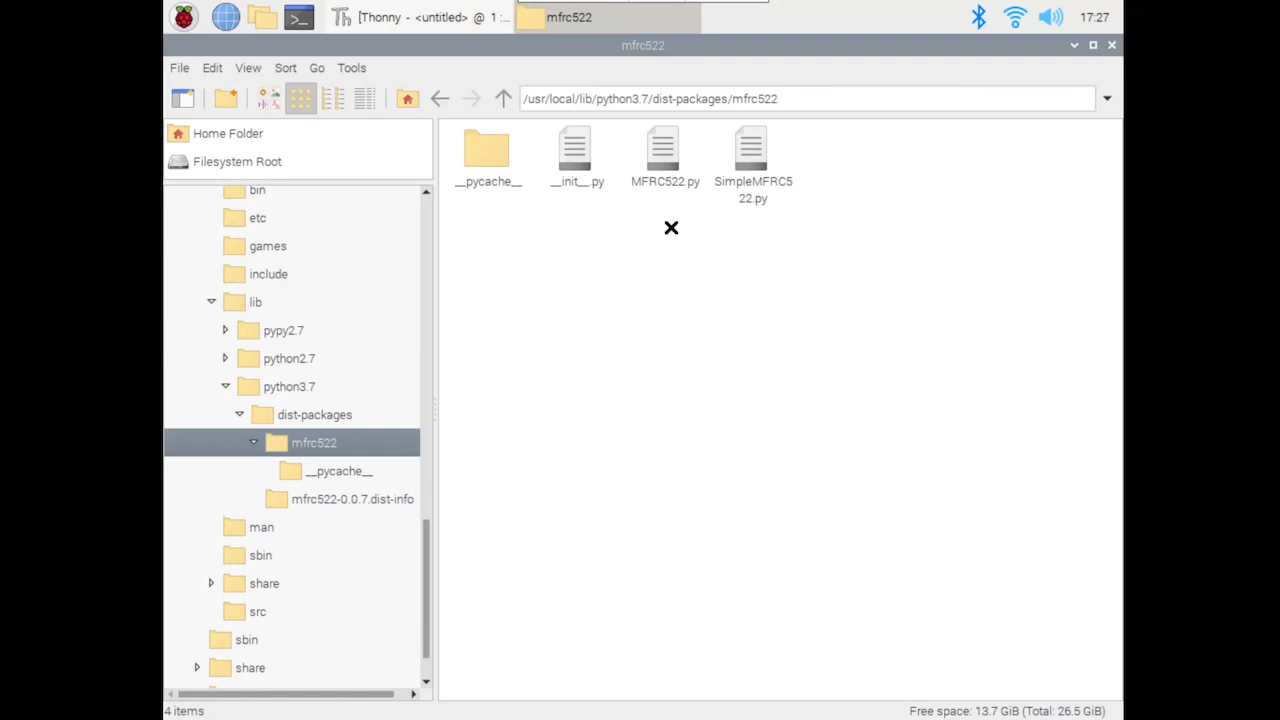 Th [Thonny - <untitled> @ 1 :...
mfrc522
17:27
mfrc522
File Edit View Sort Go Tools
/usr/local/lib/python3.7/dist-packages/mfrc522
Home Folder
Filesystem Root
bin
etc
games
include
lib
pypy2.7
python2.7
python3.7
dist-packages
mfrc522
__pycache__
mfrc522-0.0.7.dist-info
man
sbin
share
src
sbin
share
__pycache__
__init__.py
MFRC522.py
SimpleMFRC5
22.py
4 items
Free space: 13.7 GiB (Total: 26.5 GiB)